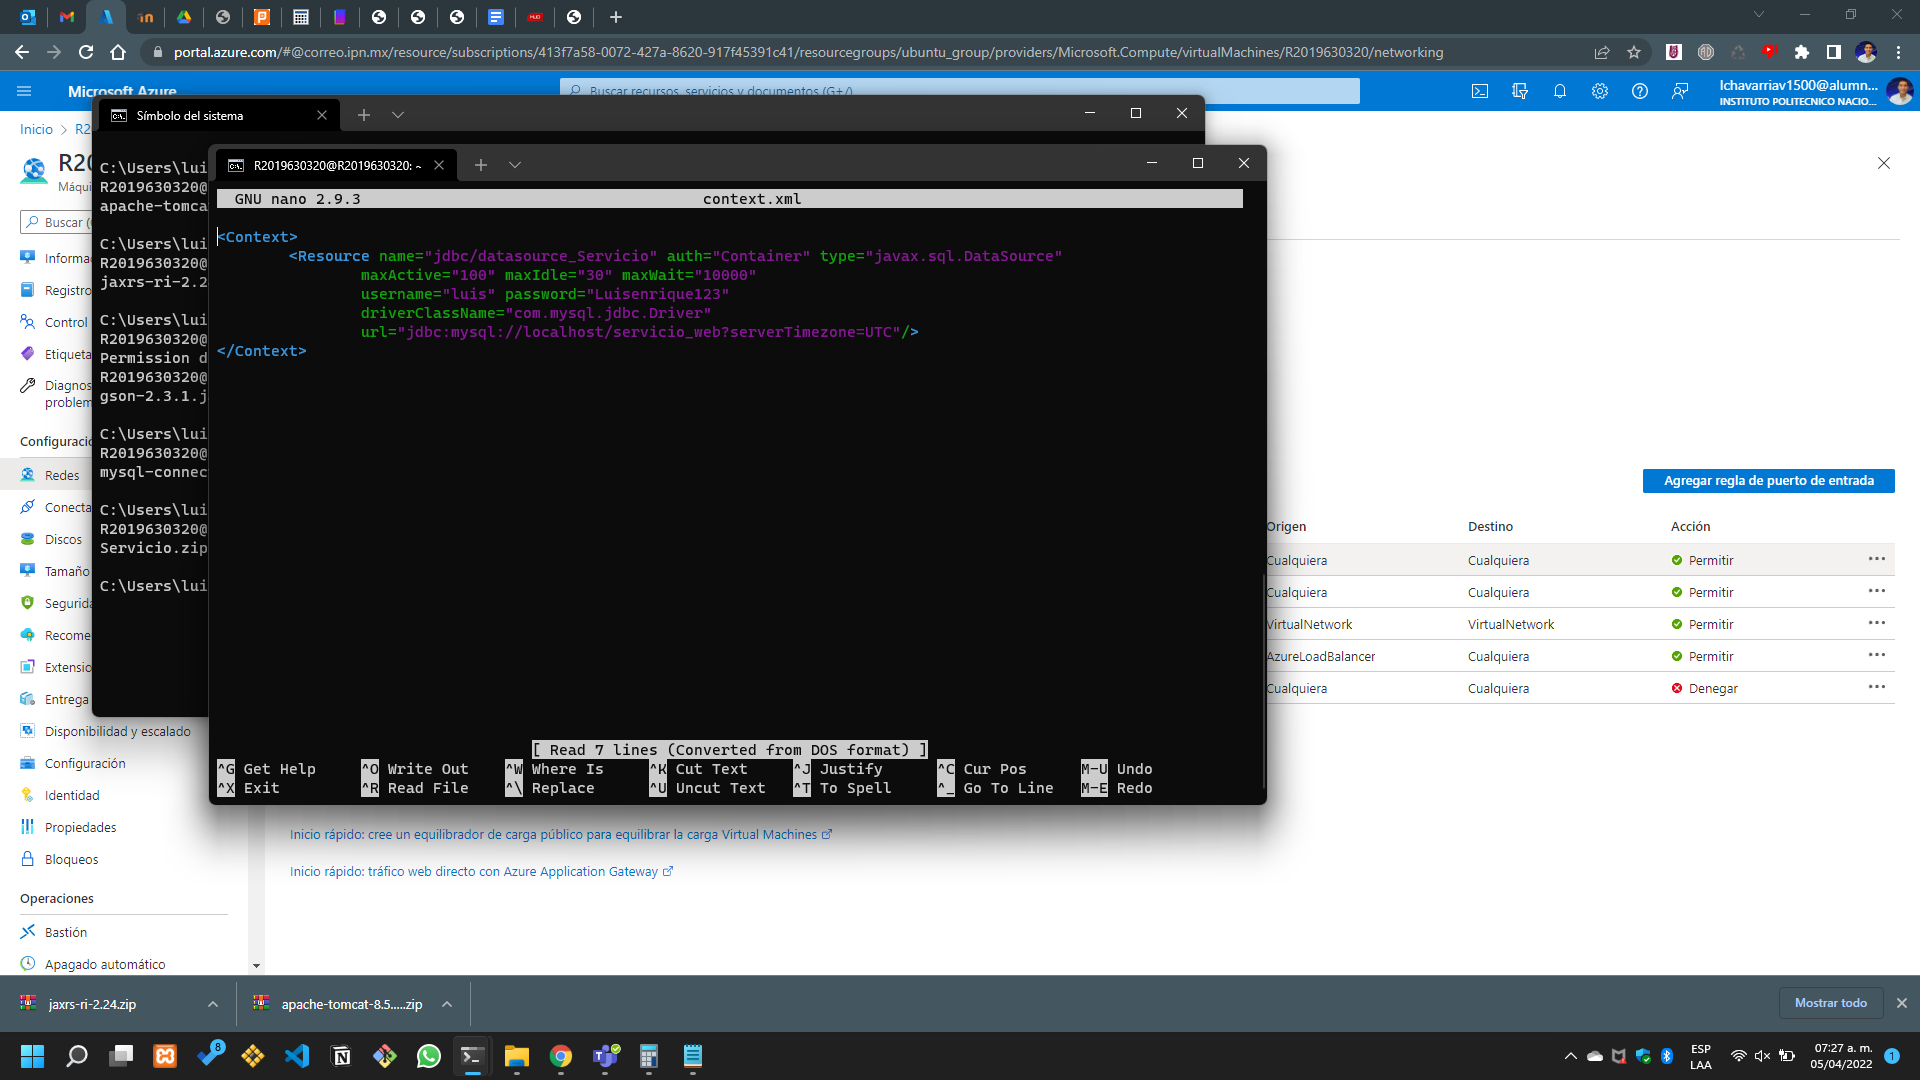 portal.azure.com/#@correo.ipn.mx/resource/subscriptions/413f7a58-0072-427a-8620-917f45391c41/resourcegroups/ubuntu_group/providers/Microsoft.Compute/virtualMachines/R2019630320/networking
Microsoft Azure
Buscar recursos, servicios y documentos (G+/)
lchavarriav1500@alumn...
INSTITUTO POLITECNICO NACIO...
Símbolo del sistema
Inicio > R2
R20
Máqui
Buscar (
Informa
Registro
Control
Etiqueta
Diagnos
problem
Configuració
Redes
Conecta
Discos
Tamaño
Segurida
Recome
Extensio
Entrega
Disponibilidad y escalado
Configuración
Identidad
Propiedades
Bloqueos
Operaciones
Bastión
Apagado automático
C:\Users\lui
R2019630320@
apache-tomca
C:\Users\lui
R2019630320@
jaxrs-ri-2.2
C:\Users\lui
R2019630320@
Permission d
R2019630320@
gson-2.3.1.j
C:\Users\lui
R2019630320@
mysql-connec
C:\Users\lui
R2019630320@
Servicio.zip
C:\Users\lui
R2019630320@R2019630320: ~
GNU nano 2.9.3 context.xml
<Context>
<Resource name="jdbc/datasource_Servicio" auth="Container" type="javax.sql.DataSource"
maxActive="100" maxIdle="30" maxWait="10000"
username="luis" password="Luisenrique123"
driverClassName="com.mysql.jdbc.Driver"
url="jdbc:mysql://localhost/servicio_web?serverTimezone=UTC"/>
</Context>
[ Read 7 lines (Converted from DOS format) ]
^G Get Help ^O Write Out ^W Where Is ^K Cut Text ^J Justify ^C Cur Pos M-U Undo
^X Exit ^R Read File ^\ Replace ^U Uncut Text ^T To Spell ^_ Go To Line M-E Redo
Agregar regla de puerto de entrada
Origen Destino Acción
Cualquiera Cualquiera Permitir
Cualquiera Cualquiera Permitir
VirtualNetwork VirtualNetwork Permitir
AzureLoadBalancer Cualquiera Permitir
Cualquiera Cualquiera Denegar
Inicio rápido: cree un equilibrador de carga público para equilibrar la carga Virtual Machines
Inicio rápido: tráfico web directo con Azure Application Gateway
jaxrs-ri-2.24.zip
apache-tomcat-8.5.....zip
Mostrar todo
8
ESP
LAA
07:27 a. m.
05/04/2022
1